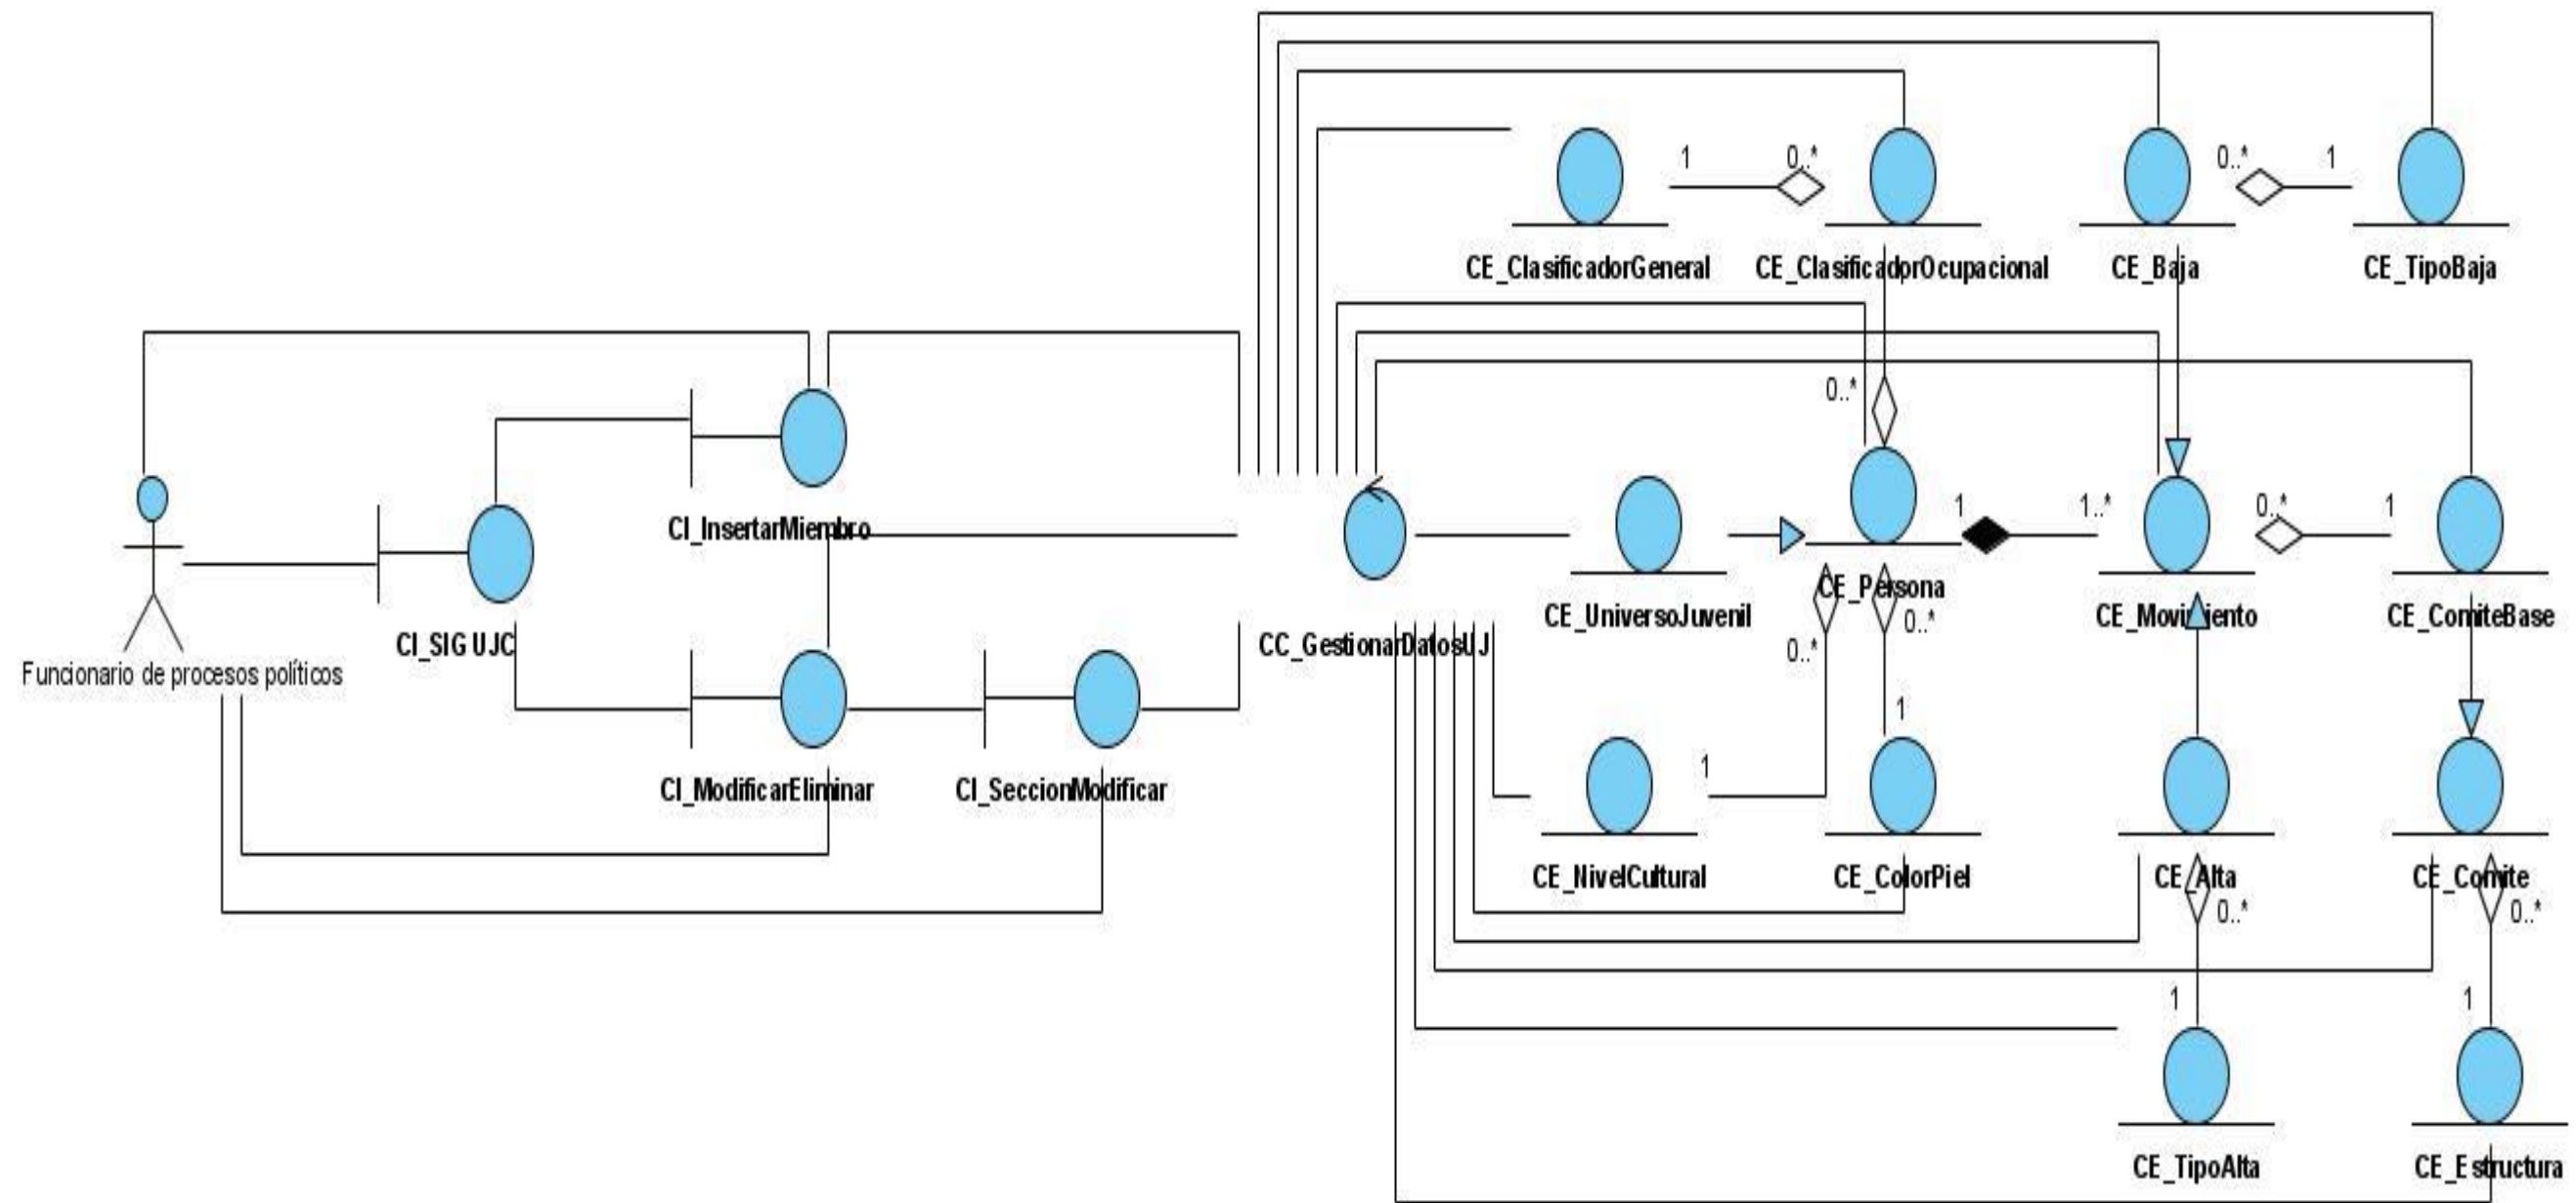 1
0..*
0..*
1
CE_ClasificadorGeneral
CE_ClasificadorOcupacional
CE_Baja
CE_TipoBaja
0..*
1
1..*
0..*
1
CI_InsertarMiembro
CE_Persona
CE_UniversoJuvenil
CE_Movimiento
CE_ComiteBase
0..*
0..*
CI_SIG UJC
CC_GestionarDatosUJ
Funcionario de procesos políticos
1
1
CI_ModificarEliminar
CI_SeccionModificar
CE_NivelCultural
CE_ColorPiel
CE_Alta
CE_Comite
0..*
0..*
1
1
CE_TipoAlta
CE_Estructura